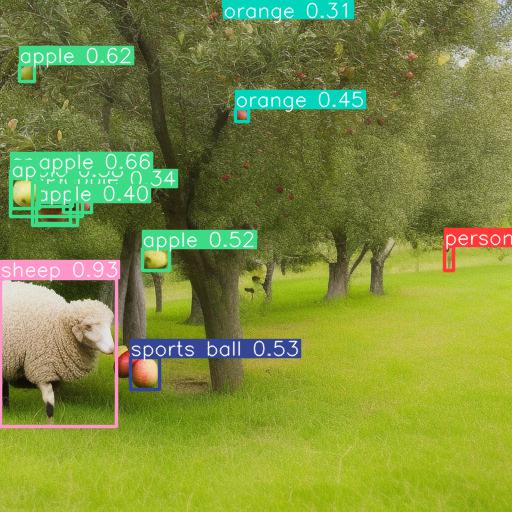 orange 0.31
apple 0.62
orange 0.45
apple 0.66
0.34
apple 0.40
apple 0.52
person
sheep 0.93
sports ball 0.53